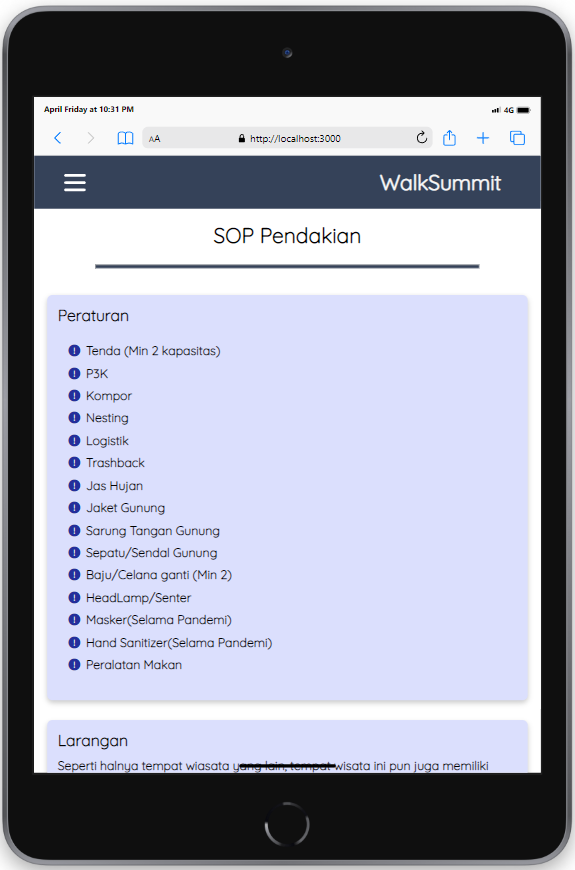 April Friday at 10:31 PM
4G
AA
http://localhost:3000
WalkSummit
SOP Pendakian
Peraturan
Tenda (Min 2 kapasitas)
P3K
Kompor
Nesting
Logistik
Trashback
Jas Hujan
Jaket Gunung
Sarung Tangan Gunung
Sepatu/Sendal Gunung
Baju/Celana ganti (Min 2)
HeadLamp/Senter
Masker(Selama Pandemi)
Hand Sanitizer(Selama Pandemi)
Peralatan Makan
Larangan
Seperti halnya tempat wiasata yang lain, tempat wisata ini pun juga memiliki